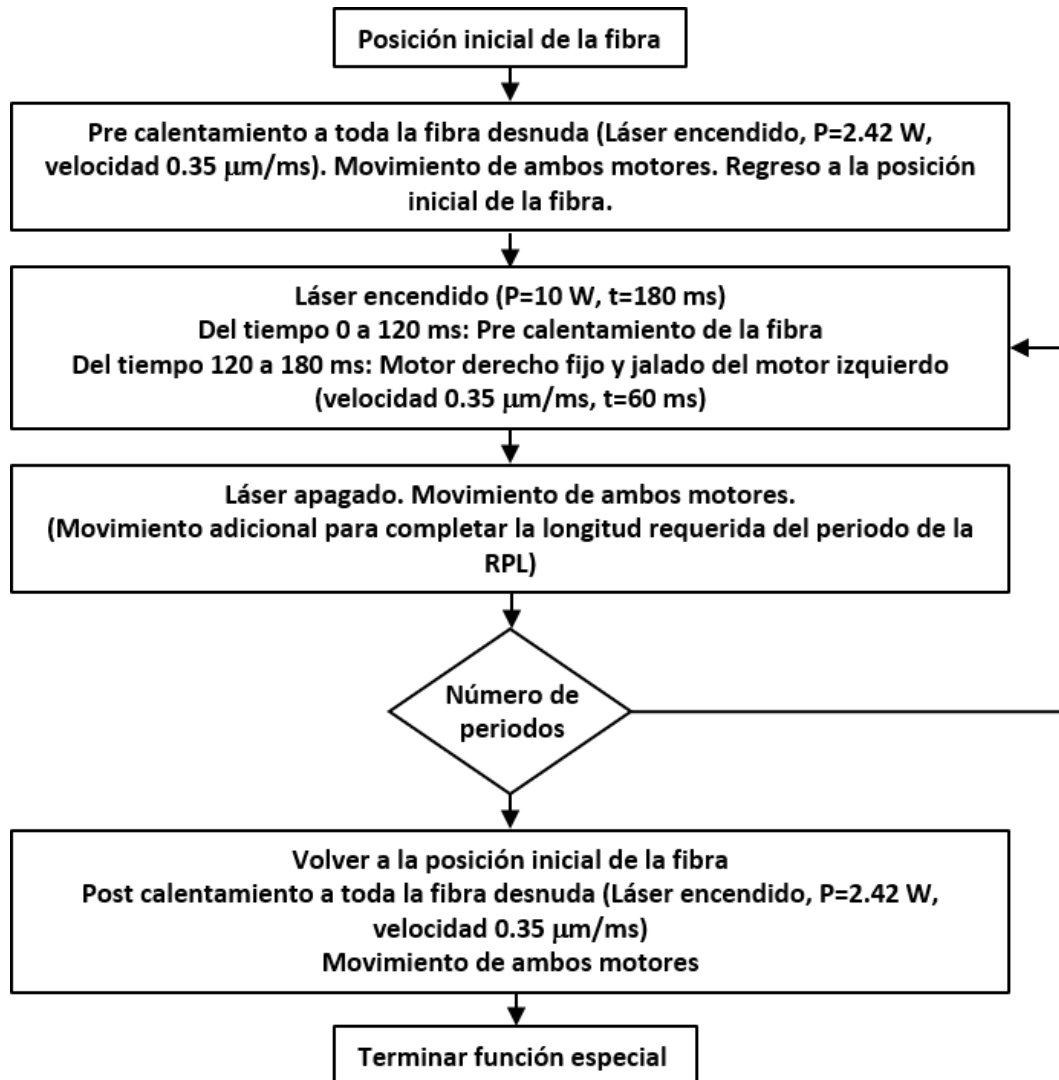 Posición inicial de la fibra
Pre calentamiento a toda la fibra desnuda (Láser encendido, P=2.42 W,
velocidad 0.35 μm/ms). Movimiento de ambos motores. Regreso a la posición
inicial de la fibra.
Láser encendido (P=10 W, t=180 ms)
Del tiempo 0 a 120 ms: Pre calentamiento de la fibra
Del tiempo 120 a 180 ms: Motor derecho fijo y jalado del motor izquierdo
(velocidad 0.35 μm/ms, t=60 ms)
Láser apagado. Movimiento de ambos motores.
(Movimiento adicional para completar la longitud requerida del periodo de la
RPL)
Número de
periodos
Volver a la posición inicial de la fibra
Post calentamiento a toda la fibra desnuda (Láser encendido, P=2.42 W,
velocidad 0.35 μm/ms)
Movimiento de ambos motores
Terminar función especial